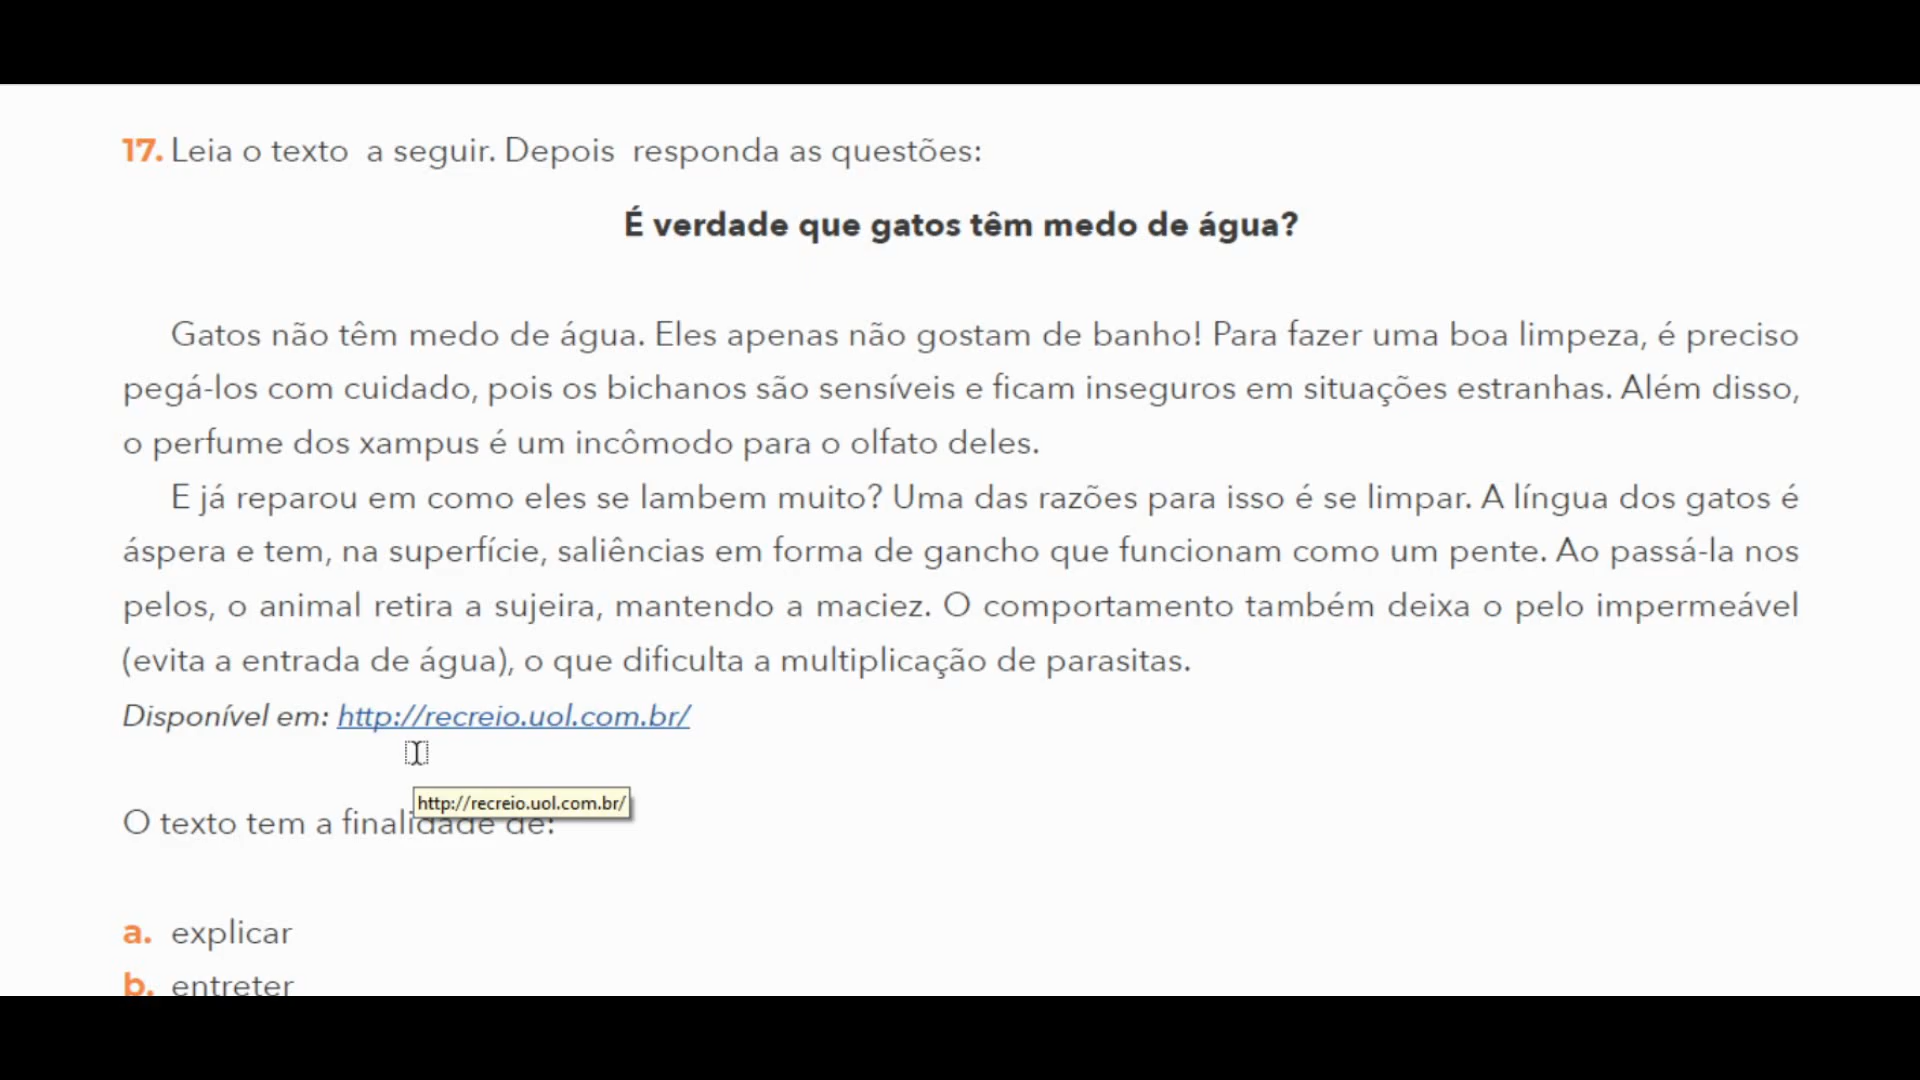 17. Leia o texto a seguir. Depois responda as questões:
É verdade que gatos têm medo de água?
Gatos não têm medo de água. Eles apenas não gostam de banho! Para fazer uma boa limpeza, é preciso
pegá-los com cuidado, pois os bichanos são sensíveis e ficam inseguros em situações estranhas. Além disso,
o perfume dos xampus é um incômodo para o olfato deles.
E já reparou em como eles se lambem muito? Uma das razões para isso é se limpar. A língua dos gatos é
áspera e tem, na superfície, saliências em forma de gancho que funcionam como um pente. Ao passá-la nos
pelos, o animal retira a sujeira, mantendo a maciez. O comportamento também deixa o pelo impermeável
(evita a entrada de água), o que dificulta a multiplicação de parasitas.
Disponível em: http://recreio.uol.com.br/
http://recreio.uol.com.br/
O texto tem a finalidade de:
a. explicar
b. entreter